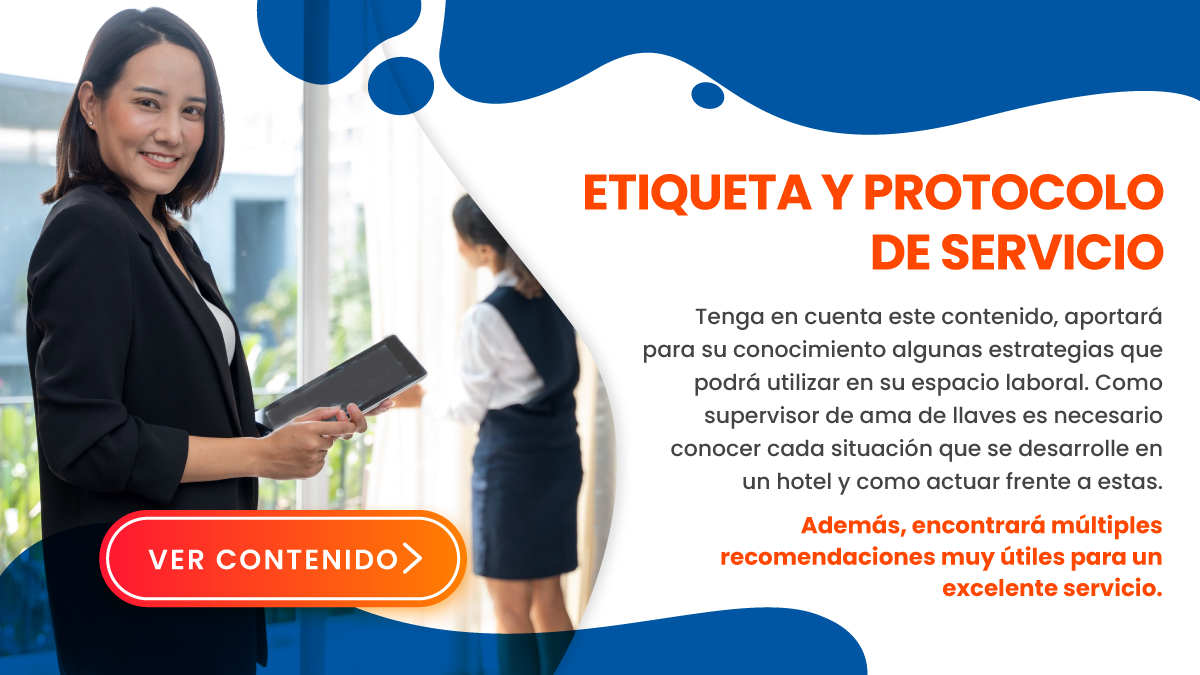 ETIQUETA Y PROTOCOLO
DE SERVICIO
Tenga en cuenta este contenido, aportará
para su conocimiento algunas estrategias que
podrá utilizar en su espacio laboral. Como
supervisor de ama de llaves es necesario
conocer cada situación que se desarrolle en
un hotel y como actuar frente a estas.
Además, encontrará múltiples
recomendaciones muy útiles para un
excelente servicio.
VER CONTENIDO